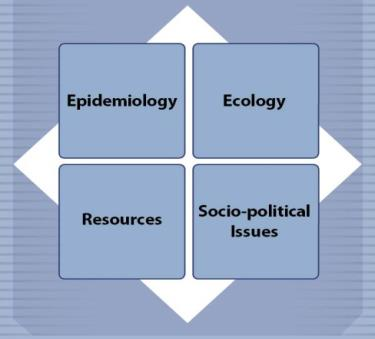 Epidemiology
Ecology
Resources
Socio-political
Issues